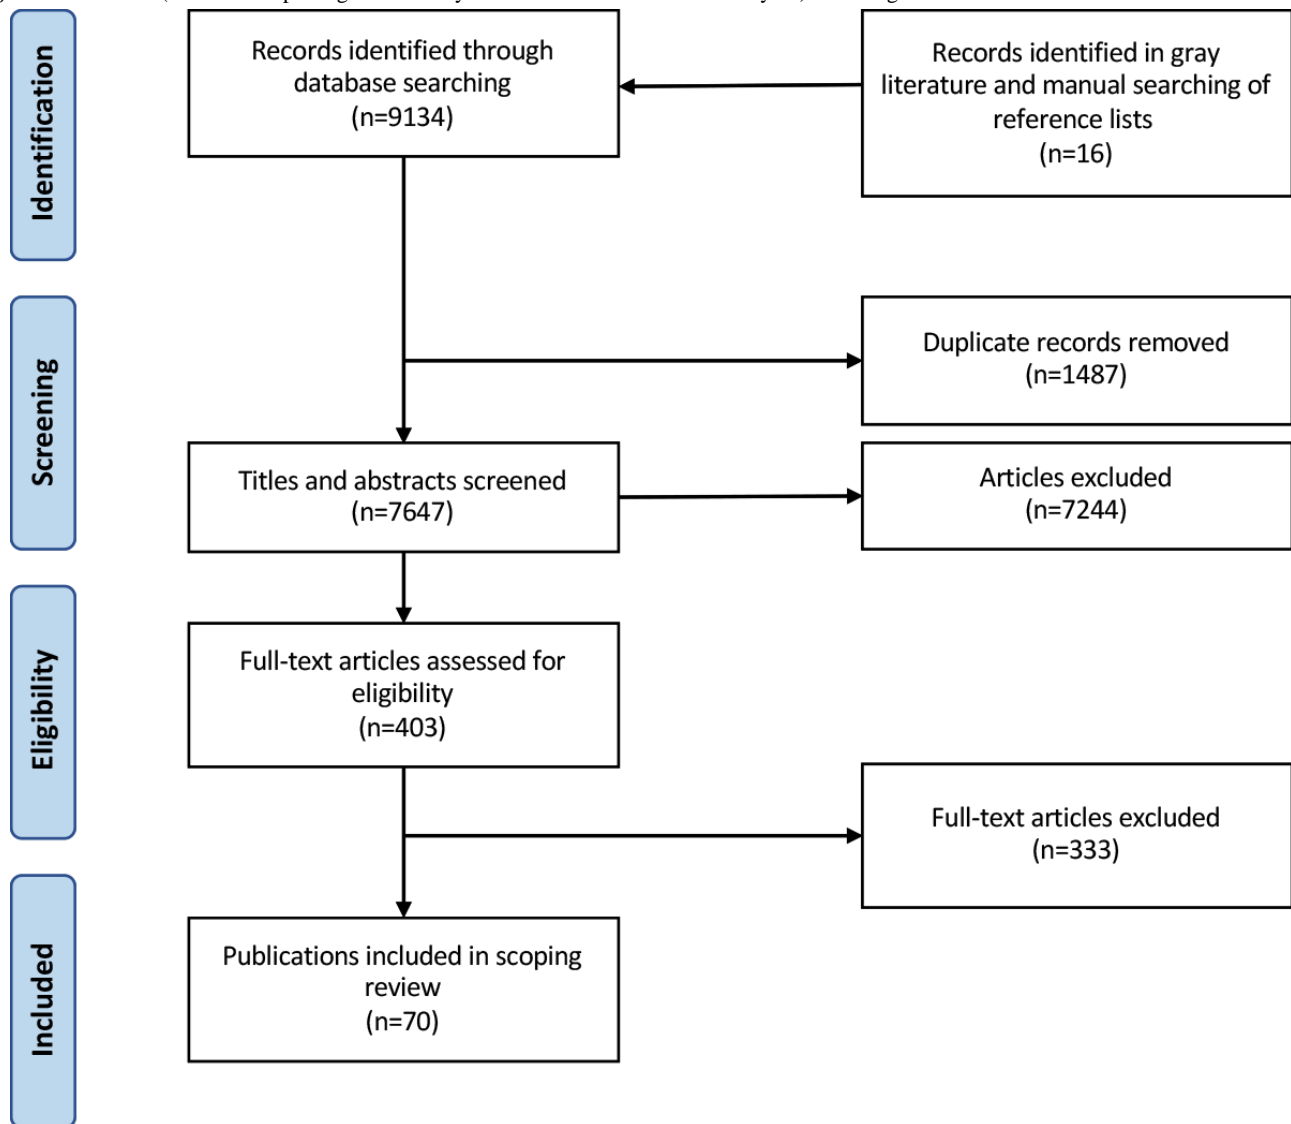 Identification
Records identified through
database searching
(n=9134)
Records identified in gray
literature and manual searching of
reference lists
(n=16)
Screening
Duplicate records removed
(n=1487)
Titles and abstracts screened
(n=7647)
Articles excluded
(n=7244)
Eligibility
Full-text articles assessed for
eligibility
(n=403)
Full-text articles excluded
(n=333)
Included
Publications included in scoping
review
(n=70)